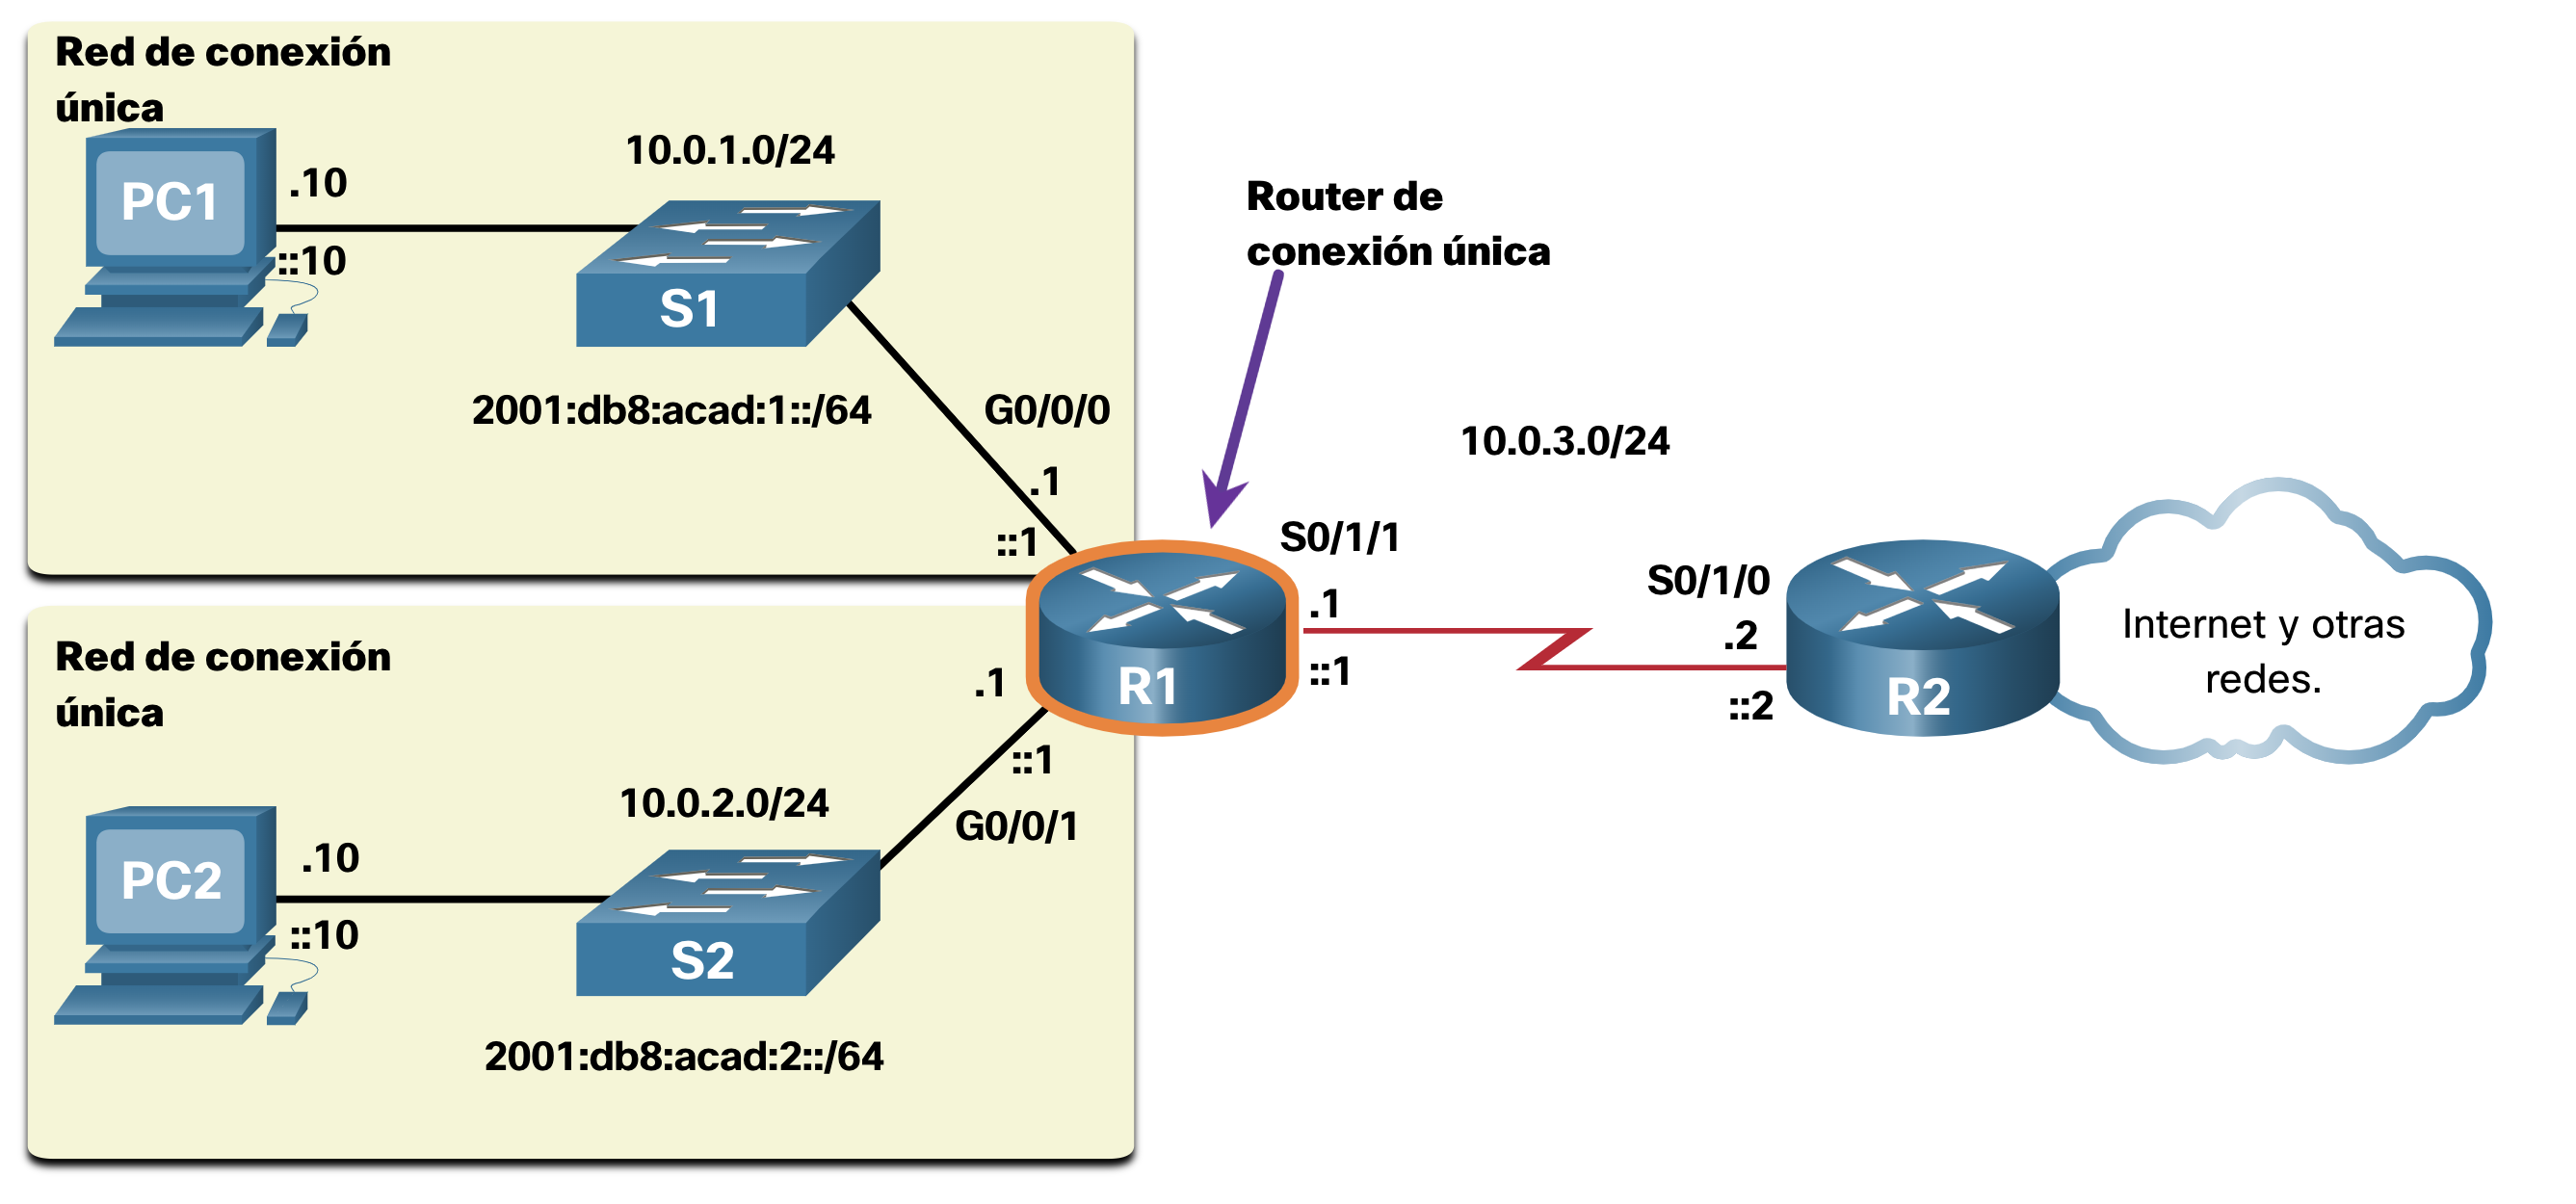 Red de conexión
única
PC1
.10
::10
10.0.1.0/24
S1
2001:db8:acad:1::/64
G0/0/0
.1
::1
Router de
conexión única
10.0.3.0/24
R1
S0/1/1
.1
::1
S0/1/0
.2
::2
R2
Internet y otras
redes.
Red de conexión
única
PC2
.10
::10
10.0.2.0/24
S2
2001:db8:acad:2::/64
.1
::1
G0/0/1